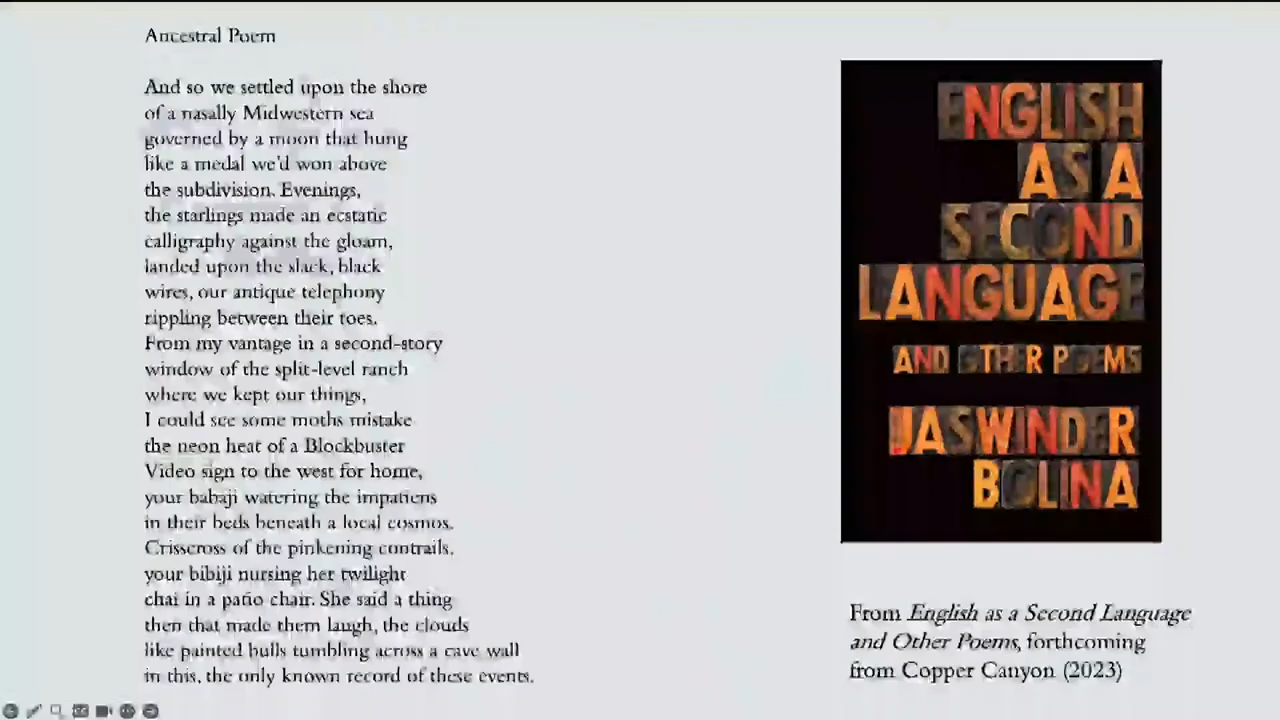 Ancestral Poem
And so we settled upon the shore
of a nasally Midwestern sea
governed by a moon that hung
like a medal we'd won above
the subdivision. Evenings,
the starlings made an ecstatic
calligraphy against the gloam,
landed upon the slack, black
wires, our antique telephony
rippling between their toes.
From my vantage in a second-story
window of the split-level ranch
where we kept our things,
I could see some moths mistake
the neon heat of a Blockbuster
Video sign to the west for home,
your babaji watering the impatiens
in their beds beneath a local cosmos.
Crisscross of the pinkening contrails,
your bibiji nursing her twilight
chai in a patio chair. She said a thing
then that made them laugh, the clouds
like painted bulls tumbling across a cave wall
in this, the only known record of these events.
ENGLISH
AS A
SECOND
LANGUAGE
AND OTHER POEMS
JASWINDER
BOLINA
From English as a Second Language
and Other Poems, forthcoming
from Copper Canyon (2023)